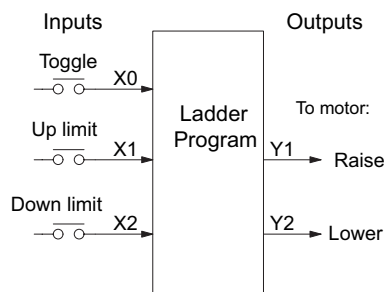 Inputs
Outputs
Toggle
X0
Ladder
Program
To motor:
Up limit
X1
Y1
Raise
Down limit
X2
Y2
Lower